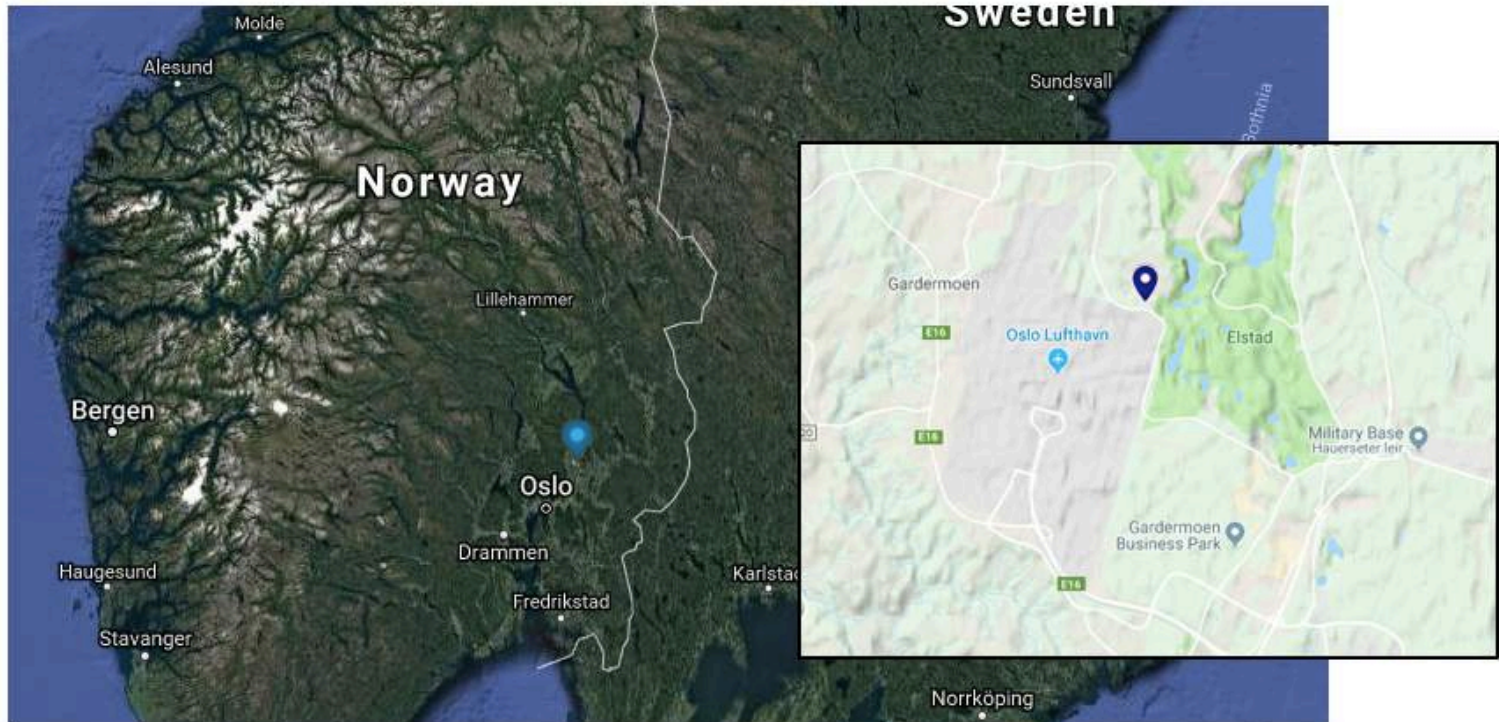 Sweden
Molde
Alesund
Sundsvall
Bothnia
Norway
Lillehammer
Bergen
Oslo
Drammen
Haugesund
Fredrikstad
Karlstad
Stavanger
Norrköping
Gardermoen
E16
Oslo Lufthavn
Elstad
E16
Military Base
Haueraeter leir
Gardermoen
Business Park
E16